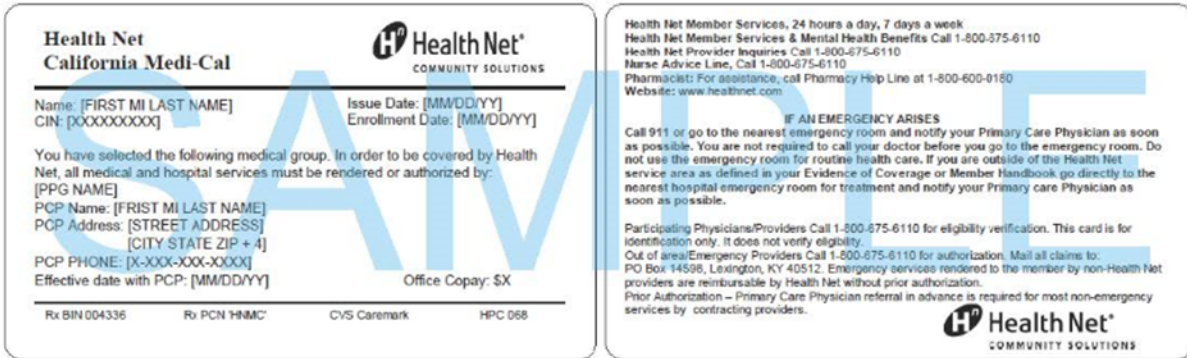 Health Net
California Medi-Cal
Health Net®
COMMUNITY SOLUTIONS
Name: [FIRST MI LAST NAME]
CIN: [XXXXXXXXX]
Issue Date: [MM/DD/YY]
Enrollment Date: [MM/DD/YY]
You have selected the following medical group. In order to be covered by Health
Net, all medical and hospital services must be rendered or authorized by:
[PPG NAME]
PCP Name: [FRIST MI LAST NAME]
PCP Address: [STREET ADDRESS]
[CITY STATE ZIP + 4]
PCP PHONE: [X-XXX-XXX-XXXX]
Effective date with PCP: [MM/DD/YY] Office Copay: $X
Rx BIN 004336 Rx PCN 'HNMC' CVS Caremark HPC 068
Health Net Member Services, 24 hours a day, 7 days a week
Health Net Member Services & Mental Health Benefits Call 1-800-675-6110
Health Net Provider Inquiries Call 1-800-675-6110
Nurse Advice Line, Call 1-800-675-6110
Pharmacist: For assistance, call Pharmacy Help Line at 1-800-600-0180
Website: www.healthnet.com
IF AN EMERGENCY ARISES
Call 911 or go to the nearest emergency room and notify your Primary Care Physician as soon
as possible. You are not required to call your doctor before you go to the emergency room. Do
not use the emergency room for routine health care. If you are outside of the Health Net
service area as defined in your Evidence of Coverage or Member Handbook go directly to the
nearest hospital emergency room for treatment and notify your Primary care Physician as
soon as possible.
Participating Physicians/Providers Call 1-800-675-6110 for eligibility verification. This card is for
identification only. It does not verify eligibility.
Out of area/Emergency Providers Call 1-800-675-6110 for authorization. Mail all claims to:
PO Box 14598, Lexington, KY 40512. Emergency services rendered to the member by non-Health Net
providers are reimbursable by Health Net without prior authorization.
Prior Authorization – Primary Care Physician referral in advance is required for most non-emergency
services by contracting providers.
Health Net®
COMMUNITY SOLUTIONS
SAMPLE